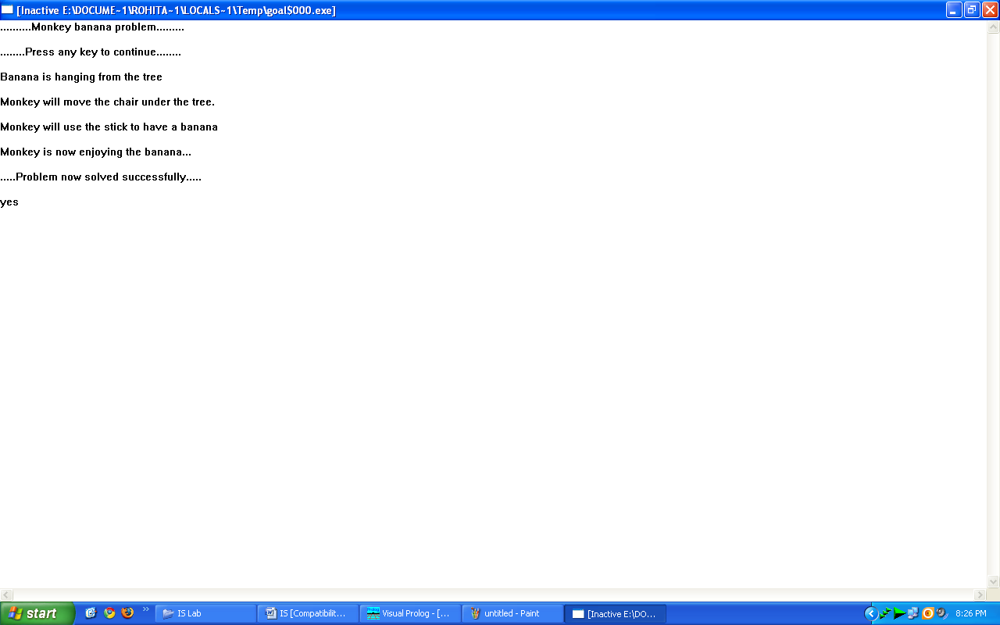 [Inactive E:\DOCUME~1\ROHITA~1\LOCALS~1\Temp\goal$000.exe]
..........Monkey banana problem.........
........Press any key to continue........
Banana is hanging from the tree
Monkey will move the chair under the tree.
Monkey will use the stick to have a banana
Monkey is now enjoying the banana...
.....Problem now solved successfully.....
yes
start
IS Lab
IS [Compatibilit...
Visual Prolog - [...
untitled - Paint
[Inactive E:\DO...
8:26 PM